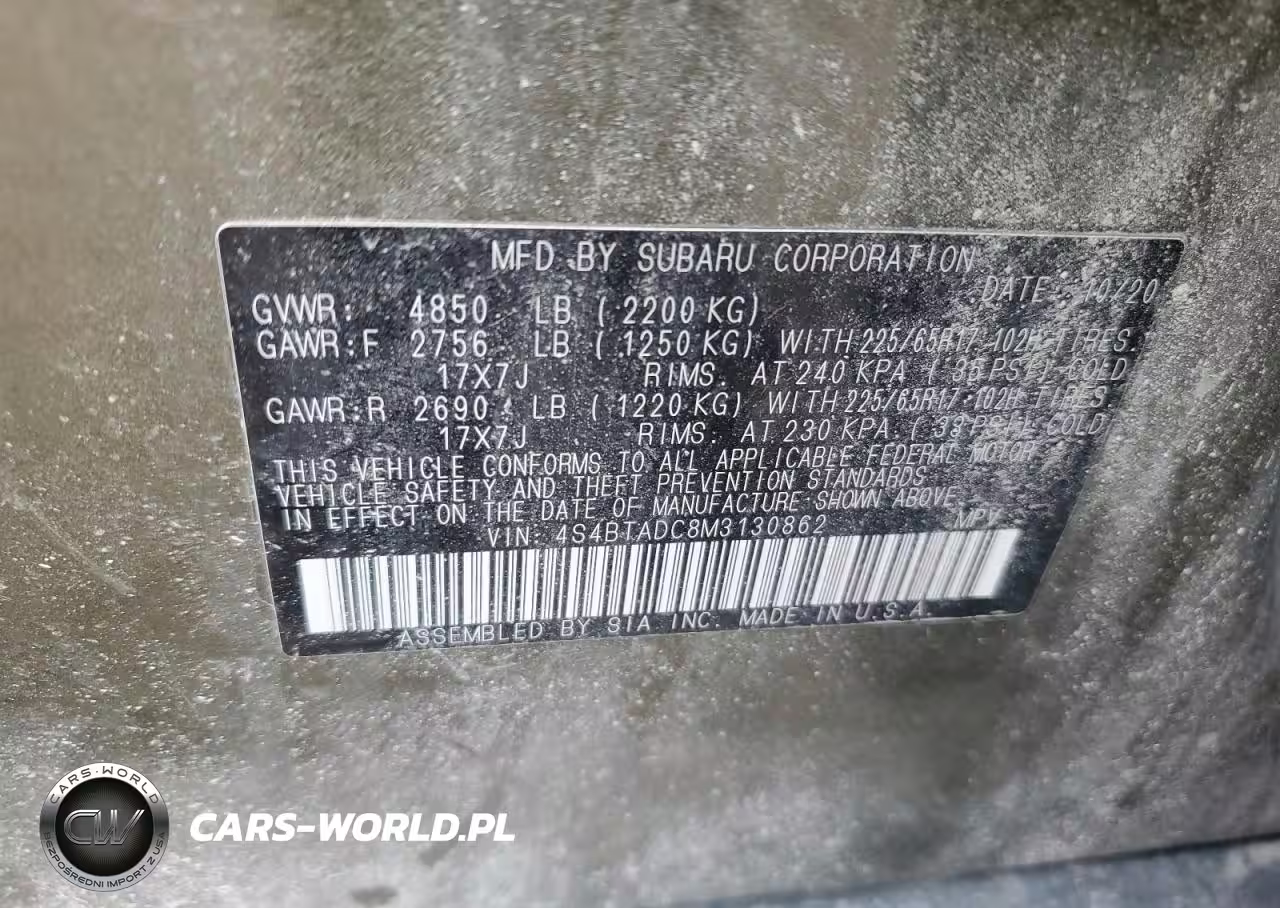 MFD BY SUBARU CORPORATION
DATE 10/20
GVWR: 4850 LB (2200 KG)
GAWR:F 2756 LB (1250 KG) WITH 225/65R17 102H TIRES
17X7J RIMS. AT 240 KPA (35 PSI) COLD
GAWR:R 2690 LB (1220 KG) WITH 225/65R17 102H TIRES
17X7J RIMS. AT 230 KPA (33 PSI) COLD
THIS VEHICLE CONFORMS TO ALL APPLICABLE FEDERAL MOTOR
VEHICLE SAFETY AND THEFT PREVENTION STANDARDS
IN EFFECT ON THE DATE OF MANUFACTURE SHOWN ABOVE.
VIN: 4S4BTADC8M3130862 MPV
ASSEMBLED BY SIA INC. MADE IN U.S.A.
CARS-WORLD
CW
BEZPOŚREDNI IMPORT Z USA
CARS-WORLD.PL